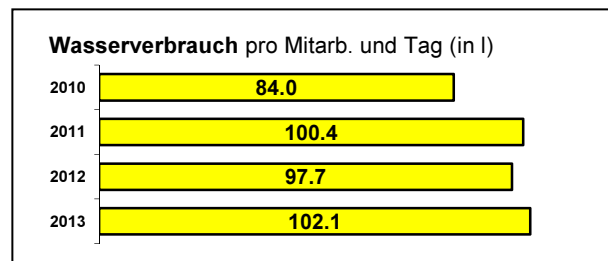 Wasserverbrauch pro Mitarb. und Tag (in l)
2010 84.0
2011 100.4
2012 97.7
2013 102.1